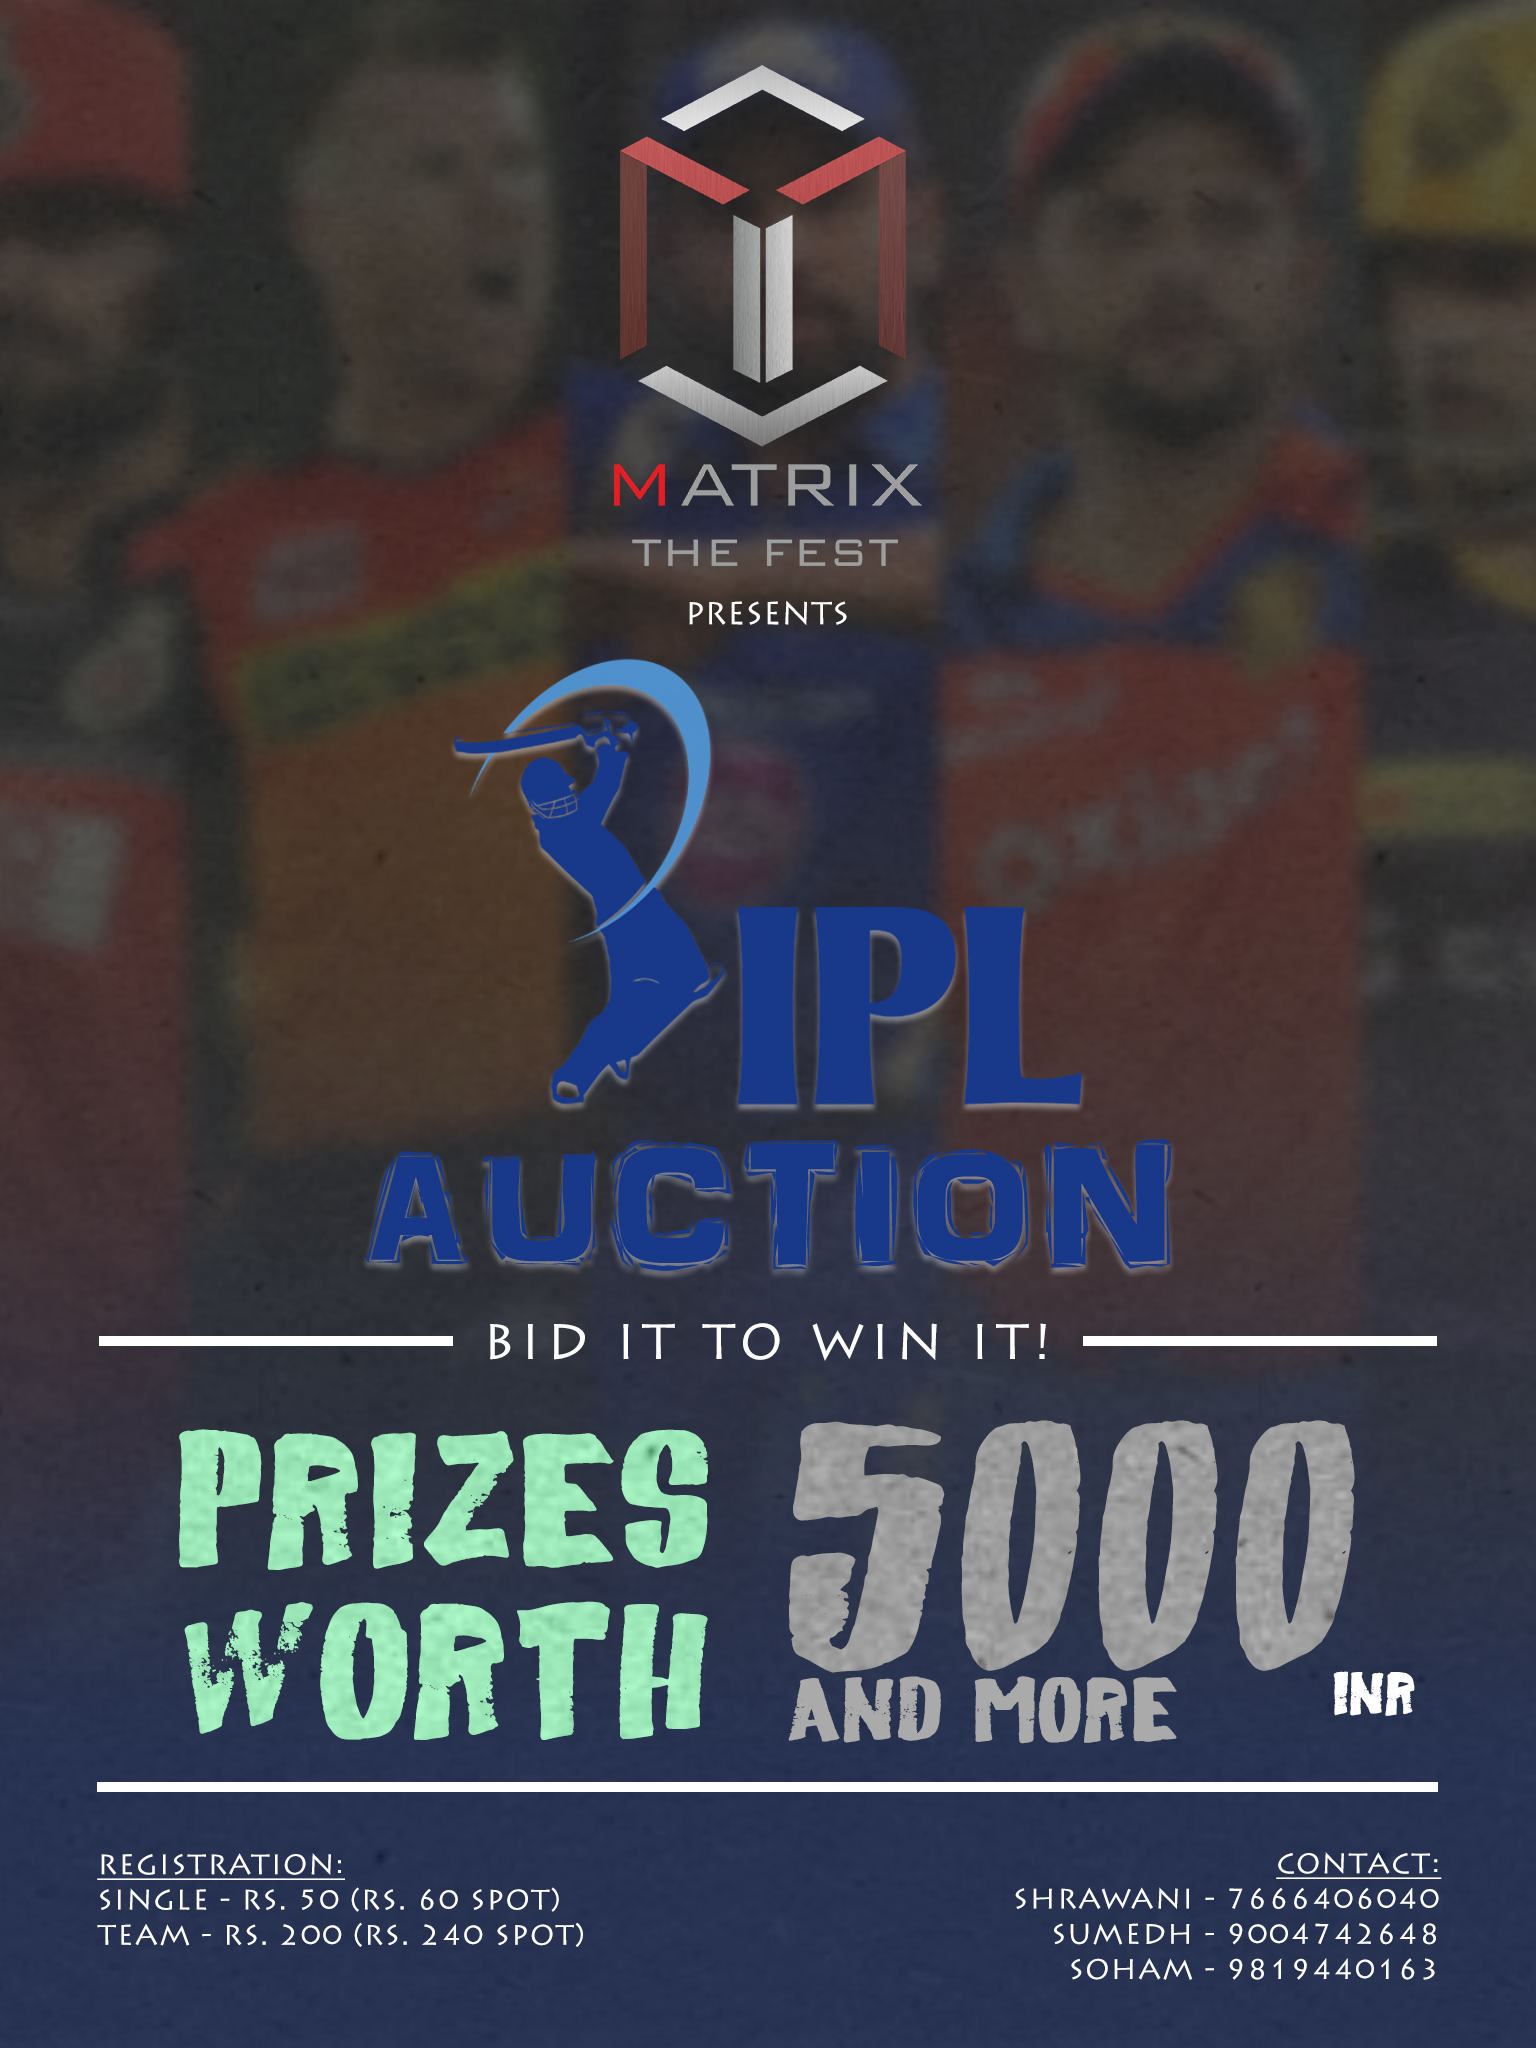 MATRIX
THE FEST
PRESENTS
IPL
AUCTION
BID IT TO WIN IT!
PRIZES
WORTH
5000
AND MORE
INR
REGISTRATION:
SINGLE - RS. 50 (RS. 60 SPOT)
TEAM - RS. 200 (RS. 240 SPOT)
CONTACT:
SHRAWANI - 7666406040
SUMEDH - 9004742648
SOHAM - 9819440163